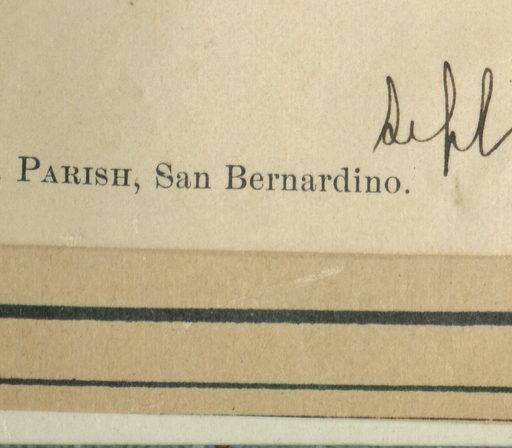 . PARISH, San Bernardino.